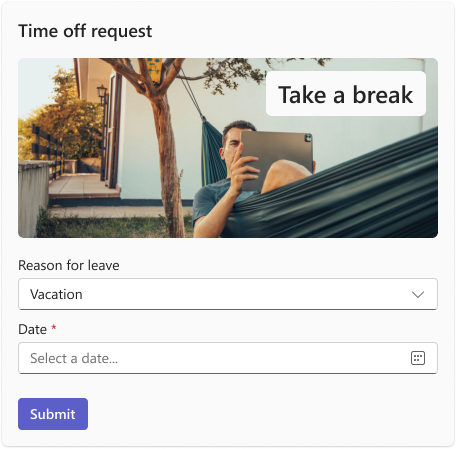 Time off request
Take a break
Reason for leave
Vacation
Date *
Select a date...
Submit